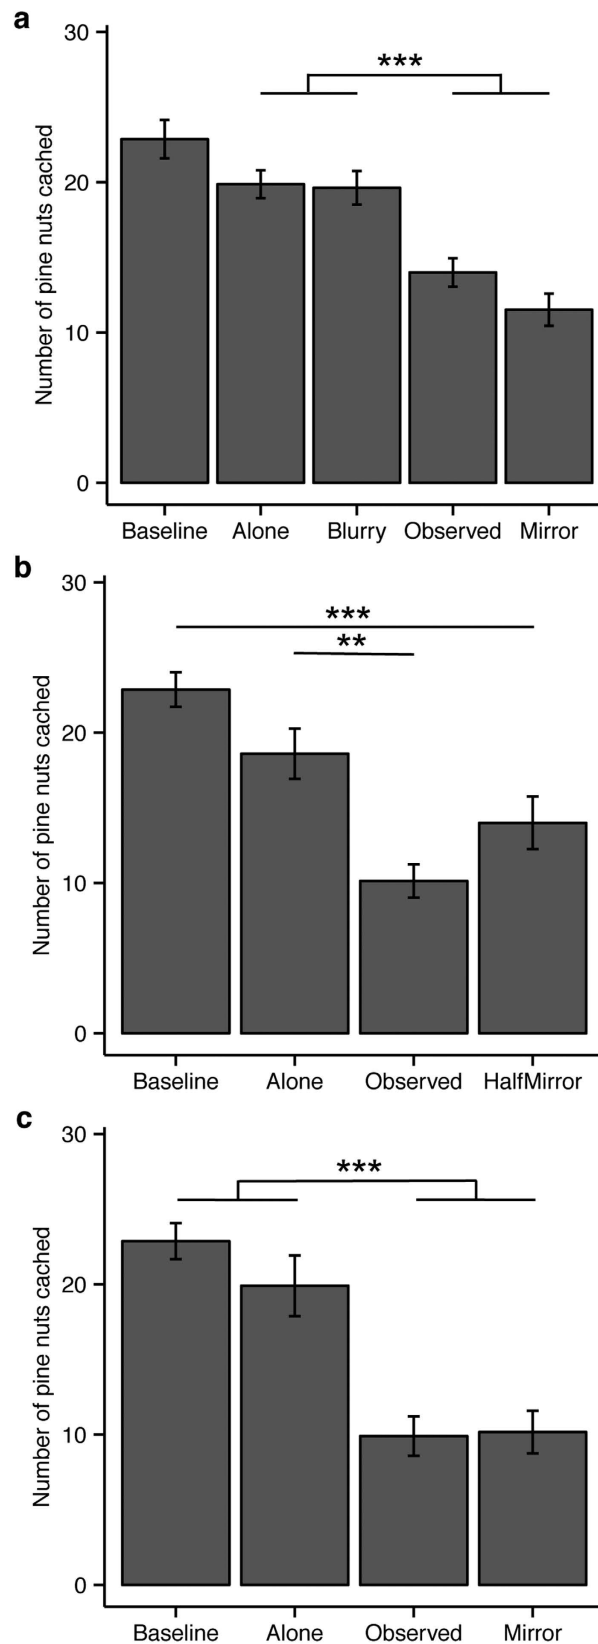 a
30
20
10
0
Number of pine nuts cached
***
Baseline Alone Blurry Observed Mirror
b
30
20
10
0
Number of pine nuts cached
***
**
Baseline Alone Observed HalfMirror
c
30
20
10
0
Number of pine nuts cached
***
Baseline Alone Observed Mirror